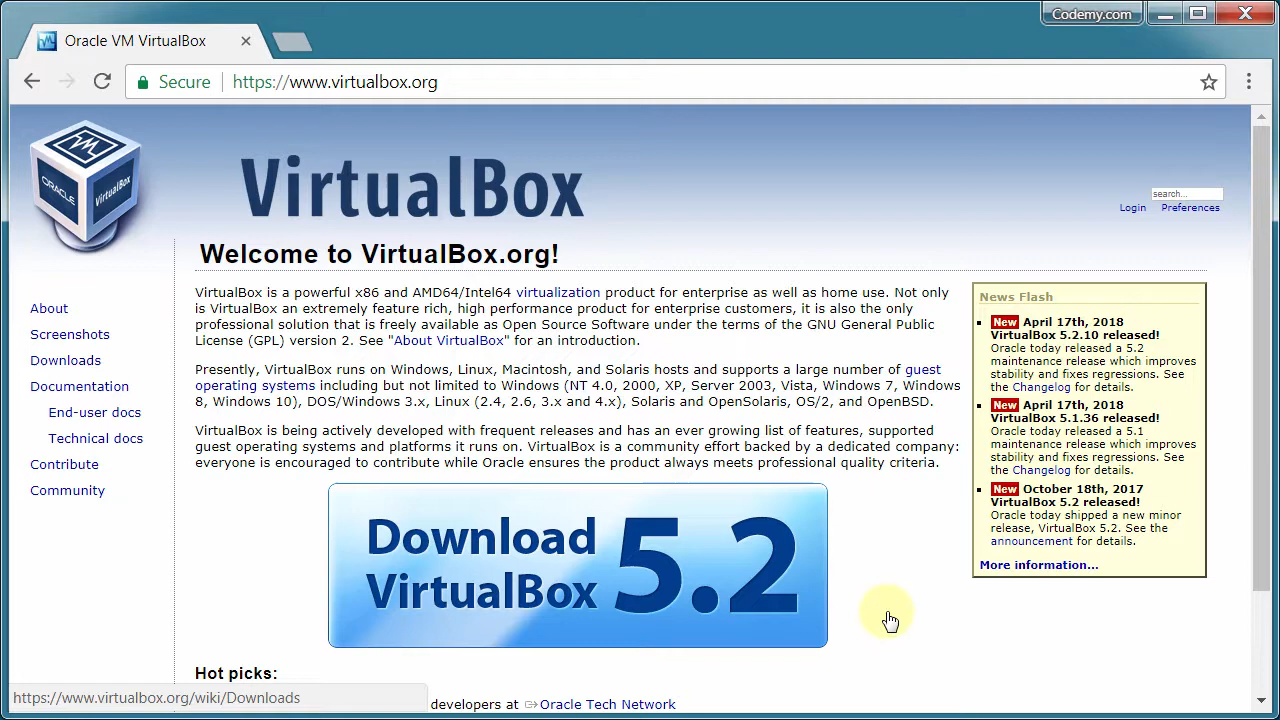 Codemy.com
Oracle VM VirtualBox
Secure
https://www.virtualbox.org
ORACLE
VirtualBox
VirtualBox
search...
Login Preferences
Welcome to VirtualBox.org!
About
Screenshots
Downloads
Documentation
End-user docs
Technical docs
Contribute
Community
VirtualBox is a powerful x86 and AMD64/Intel64 virtualization product for enterprise as well as home use. Not only
is VirtualBox an extremely feature rich, high performance product for enterprise customers, it is also the only
professional solution that is freely available as Open Source Software under the terms of the GNU General Public
License (GPL) version 2. See "About VirtualBox" for an introduction.
Presently, VirtualBox runs on Windows, Linux, Macintosh, and Solaris hosts and supports a large number of guest
operating systems including but not limited to Windows (NT 4.0, 2000, XP, Server 2003, Vista, Windows 7, Windows
8, Windows 10), DOS/Windows 3.x, Linux (2.4, 2.6, 3.x and 4.x), Solaris and OpenSolaris, OS/2, and OpenBSD.
VirtualBox is being actively developed with frequent releases and has an ever growing list of features, supported
guest operating systems and platforms it runs on. VirtualBox is a community effort backed by a dedicated company:
everyone is encouraged to contribute while Oracle ensures the product always meets professional quality criteria.
Download
VirtualBox
5.2
Hot picks:
developers at Oracle Tech Network
News Flash
New April 17th, 2018
VirtualBox 5.2.10 released!
Oracle today released a 5.2
maintenance release which improves
stability and fixes regressions. See
the Changelog for details.
New April 17th, 2018
VirtualBox 5.1.36 released!
Oracle today released a 5.1
maintenance release which improves
stability and fixes regressions. See
the Changelog for details.
New October 18th, 2017
VirtualBox 5.2 released!
Oracle today shipped a new minor
release, VirtualBox 5.2. See the
announcement for details.
More information...
https://www.virtualbox.org/wiki/Downloads